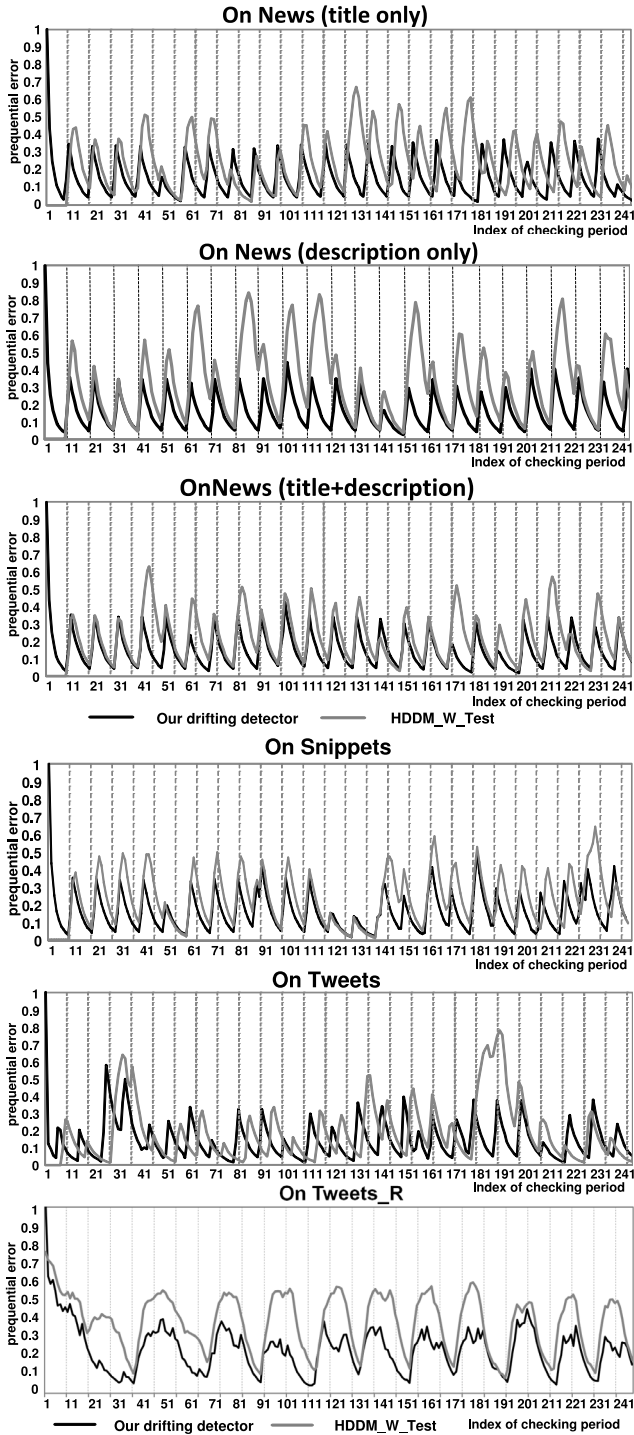 On News (title only)
prequential error
1
0.9
0.8
0.7
0.6
0.5
0.4
0.3
0.2
0.1
0
1 11 21 31 41 51 61 71 81 91 101 111 121 131 141 151 161 171 181 191 201 211 221 231 241
Index of checking period
On News (description only)
prequential error
1
0.9
0.8
0.7
0.6
0.5
0.4
0.3
0.2
0.1
0
1 11 21 31 41 51 61 71 81 91 101 111 121 131 141 151 161 171 181 191 201 211 221 231 241
Index of checking period
OnNews (title+description)
prequential error
1
0.9
0.8
0.7
0.6
0.5
0.4
0.3
0.2
0.1
0
1 11 21 31 41 51 61 71 81 91 101 111 121 131 141 151 161 171 181 191 201 211 221 231 241
Index of checking period
Our drifting detector HDDM_W_Test
On Snippets
prequential error
1
0.9
0.8
0.7
0.6
0.5
0.4
0.3
0.2
0.1
0
1 11 21 31 41 51 61 71 81 91 101 111 121 131 141 151 161 171 181 191 201 211 221 231 241
Index of checking period
On Tweets
prequential error
1
0.9
0.8
0.7
0.6
0.5
0.4
0.3
0.2
0.1
0
1 11 21 31 41 51 61 71 81 91 101 111 121 131 141 151 161 171 181 191 201 211 221 231 241
Index of checking period
On Tweets_R
prequential error
1
0.9
0.8
0.7
0.6
0.5
0.4
0.3
0.2
0.1
0
1 11 21 31 41 51 61 71 81 91 101 111 121 131 141 151 161 171 181 191 201 211 221 231 241
Our drifting detector HDDM_W_Test Index of checking period